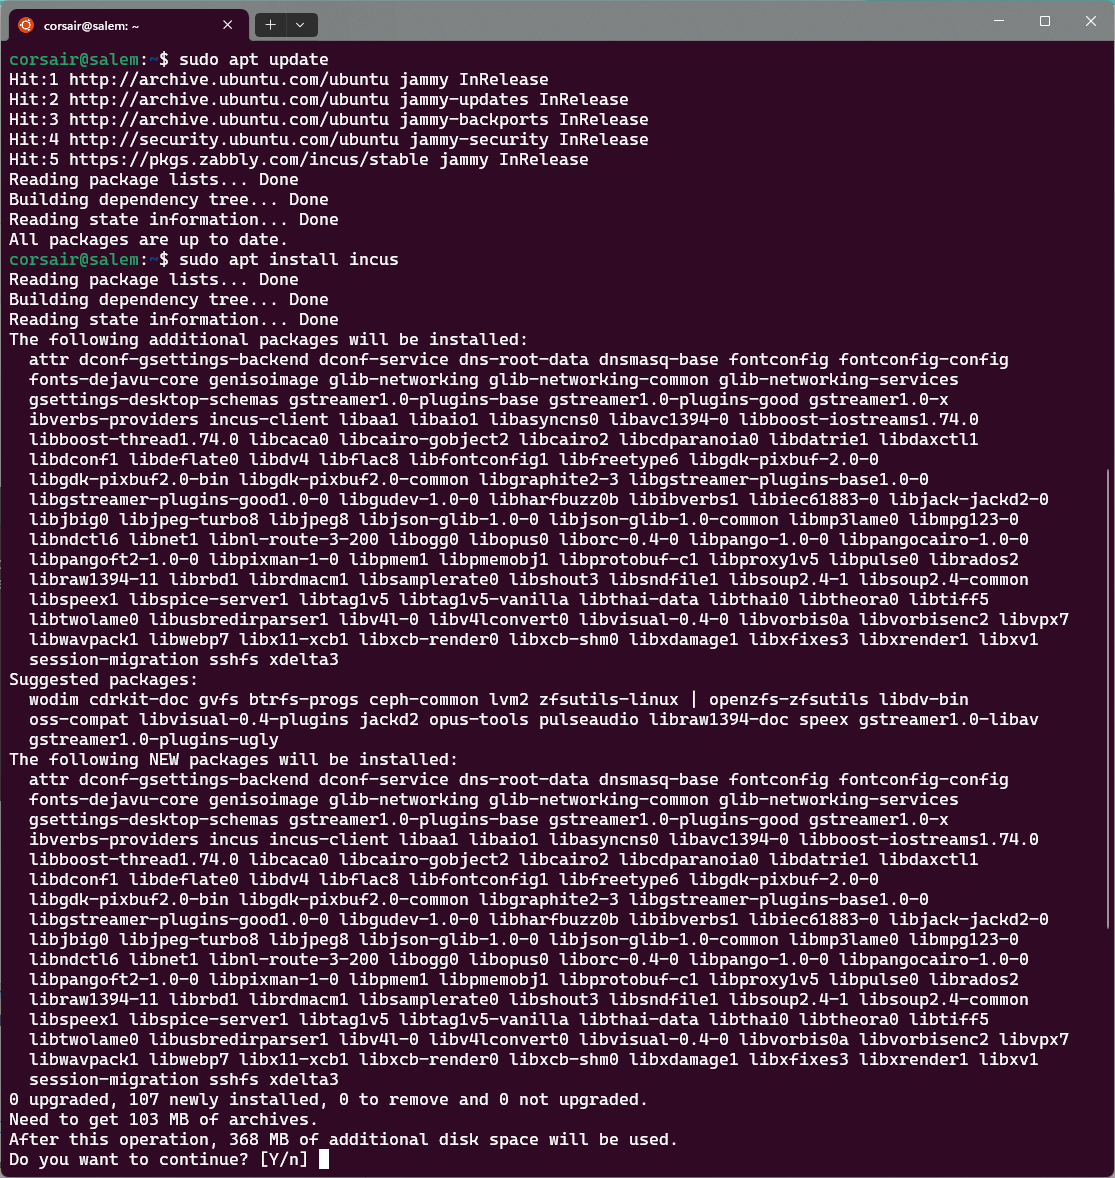 corsair@salem: ~
corsair@salem:~$ sudo apt update
Hit:1 http://archive.ubuntu.com/ubuntu jammy InRelease
Hit:2 http://archive.ubuntu.com/ubuntu jammy-updates InRelease
Hit:3 http://archive.ubuntu.com/ubuntu jammy-backports InRelease
Hit:4 http://security.ubuntu.com/ubuntu jammy-security InRelease
Hit:5 https://pkgs.zabbly.com/incus/stable jammy InRelease
Reading package lists... Done
Building dependency tree... Done
Reading state information... Done
All packages are up to date.
corsair@salem:~$ sudo apt install incus
Reading package lists... Done
Building dependency tree... Done
Reading state information... Done
The following additional packages will be installed:
  attr dconf-gsettings-backend dconf-service dns-root-data dnsmasq-base fontconfig fontconfig-config
  fonts-dejavu-core genisoimage glib-networking glib-networking-common glib-networking-services
  gsettings-desktop-schemas gstreamer1.0-plugins-base gstreamer1.0-plugins-good gstreamer1.0-x
  ibverbs-providers incus-client libaa1 libaio1 libasyncns0 libavc1394-0 libboost-iostreams1.74.0
  libboost-thread1.74.0 libcaca0 libcairo-gobject2 libcairo2 libcdparanoia0 libdatrie1 libdaxctl1
  libdconf1 libdeflate0 libdv4 libflac8 libfontconfig1 libfreetype6 libgdk-pixbuf-2.0-0
  libgdk-pixbuf2.0-bin libgdk-pixbuf2.0-common libgraphite2-3 libgstreamer-plugins-base1.0-0
  libgstreamer-plugins-good1.0-0 libgudev-1.0-0 libharfbuzz0b libibverbs1 libiec61883-0 libjack-jackd2-0
  libjbig0 libjpeg-turbo8 libjpeg8 libjson-glib-1.0-0 libjson-glib-1.0-common libmp3lame0 libmpg123-0
  libndctl6 libnet1 libnl-route-3-200 libogg0 libopus0 liborc-0.4-0 libpango-1.0-0 libpangocairo-1.0-0
  libpangoft2-1.0-0 libpixman-1-0 libpmem1 libpmemobj1 libprotobuf-c1 libproxy1v5 libpulse0 librados2
  libraw1394-11 librbd1 librdmacm1 libsamplerate0 libshout3 libsndfile1 libsoup2.4-1 libsoup2.4-common
  libspeex1 libspice-server1 libtag1v5 libtag1v5-vanilla libthai-data libthai0 libtheora0 libtiff5
  libtwolame0 libusbredirparser1 libv4l-0 libv4lconvert0 libvisual-0.4-0 libvorbis0a libvorbisenc2 libvpx7
  libwavpack1 libwebp7 libx11-xcb1 libxcb-render0 libxcb-shm0 libxdamage1 libxfixes3 libxrender1 libxv1
  session-migration sshfs xdelta3
Suggested packages:
  wodim cdrkit-doc gvfs btrfs-progs ceph-common lvm2 zfsutils-linux | openzfs-zfsutils libdv-bin
  oss-compat libvisual-0.4-plugins jackd2 opus-tools pulseaudio libraw1394-doc speex gstreamer1.0-libav
  gstreamer1.0-plugins-ugly
The following NEW packages will be installed:
  attr dconf-gsettings-backend dconf-service dns-root-data dnsmasq-base fontconfig fontconfig-config
  fonts-dejavu-core genisoimage glib-networking glib-networking-common glib-networking-services
  gsettings-desktop-schemas gstreamer1.0-plugins-base gstreamer1.0-plugins-good gstreamer1.0-x
  ibverbs-providers incus incus-client libaa1 libaio1 libasyncns0 libavc1394-0 libboost-iostreams1.74.0
  libboost-thread1.74.0 libcaca0 libcairo-gobject2 libcairo2 libcdparanoia0 libdatrie1 libdaxctl1
  libdconf1 libdeflate0 libdv4 libflac8 libfontconfig1 libfreetype6 libgdk-pixbuf-2.0-0
  libgdk-pixbuf2.0-bin libgdk-pixbuf2.0-common libgraphite2-3 libgstreamer-plugins-base1.0-0
  libgstreamer-plugins-good1.0-0 libgudev-1.0-0 libharfbuzz0b libibverbs1 libiec61883-0 libjack-jackd2-0
  libjbig0 libjpeg-turbo8 libjpeg8 libjson-glib-1.0-0 libjson-glib-1.0-common libmp3lame0 libmpg123-0
  libndctl6 libnet1 libnl-route-3-200 libogg0 libopus0 liborc-0.4-0 libpango-1.0-0 libpangocairo-1.0-0
  libpangoft2-1.0-0 libpixman-1-0 libpmem1 libpmemobj1 libprotobuf-c1 libproxy1v5 libpulse0 librados2
  libraw1394-11 librbd1 librdmacm1 libsamplerate0 libshout3 libsndfile1 libsoup2.4-1 libsoup2.4-common
  libspeex1 libspice-server1 libtag1v5 libtag1v5-vanilla libthai-data libthai0 libtheora0 libtiff5
  libtwolame0 libusbredirparser1 libv4l-0 libv4lconvert0 libvisual-0.4-0 libvorbis0a libvorbisenc2 libvpx7
  libwavpack1 libwebp7 libx11-xcb1 libxcb-render0 libxcb-shm0 libxdamage1 libxfixes3 libxrender1 libxv1
  session-migration sshfs xdelta3
0 upgraded, 107 newly installed, 0 to remove and 0 not upgraded.
Need to get 103 MB of archives.
After this operation, 368 MB of additional disk space will be used.
Do you want to continue? [Y/n]